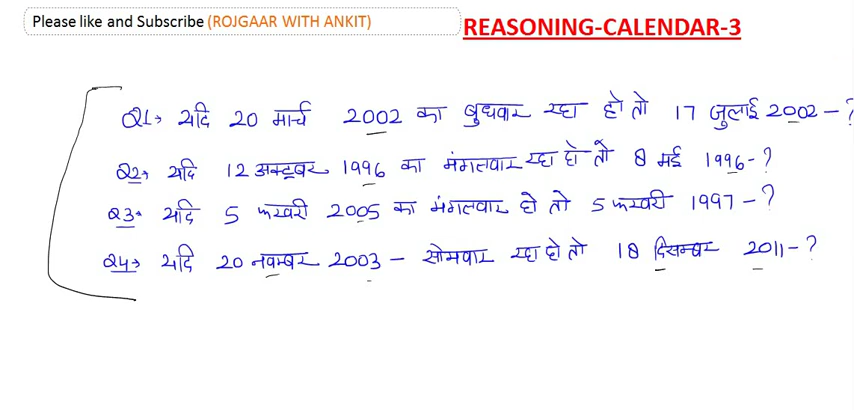 Please like and Subscribe (ROJGAAR WITH ANKIT)
REASONING-CALENDAR-3
Q1→ यदि 20 मार्च 2002 का बुधवार रहा हो तो 17 जुलाई 2002 - ?
Q2→ यदि 12 अक्टूबर 1996 का मंगलवार रहा हो तो 8 मई 1996 - ?
Q3→ यदि 5 फरवरी 2005 का मंगलवार हो तो 5 फरवरी 1997 - ?
Q4→ यदि 20 नवम्बर 2003 - सोमवार रहा हो तो 18 दिसम्बर 2011 - ?